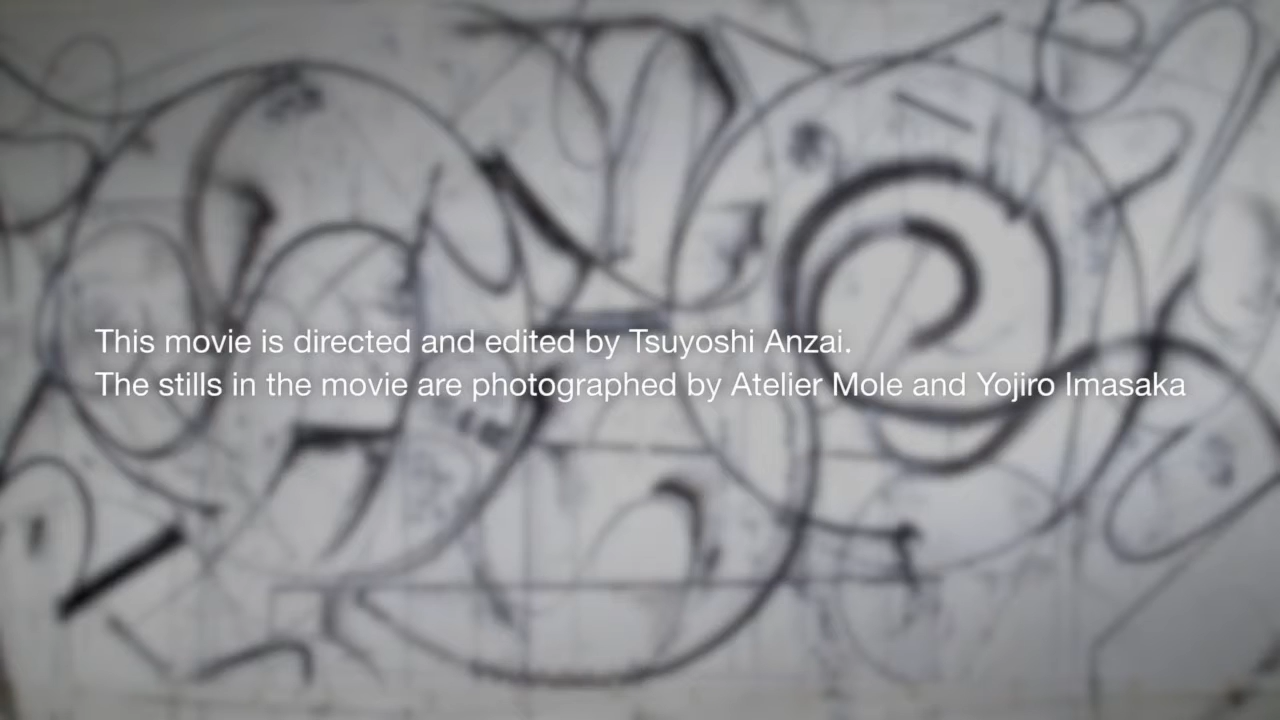 This movie is directed and edited by Tsuyoshi Anzai.
The stills in the movie are photographed by Atelier Mole and Yojiro Imasaka